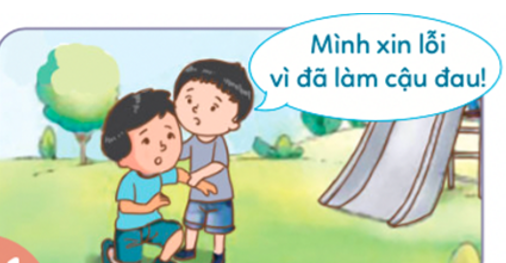 Mình xin lỗi
vì đã làm cậu đau!